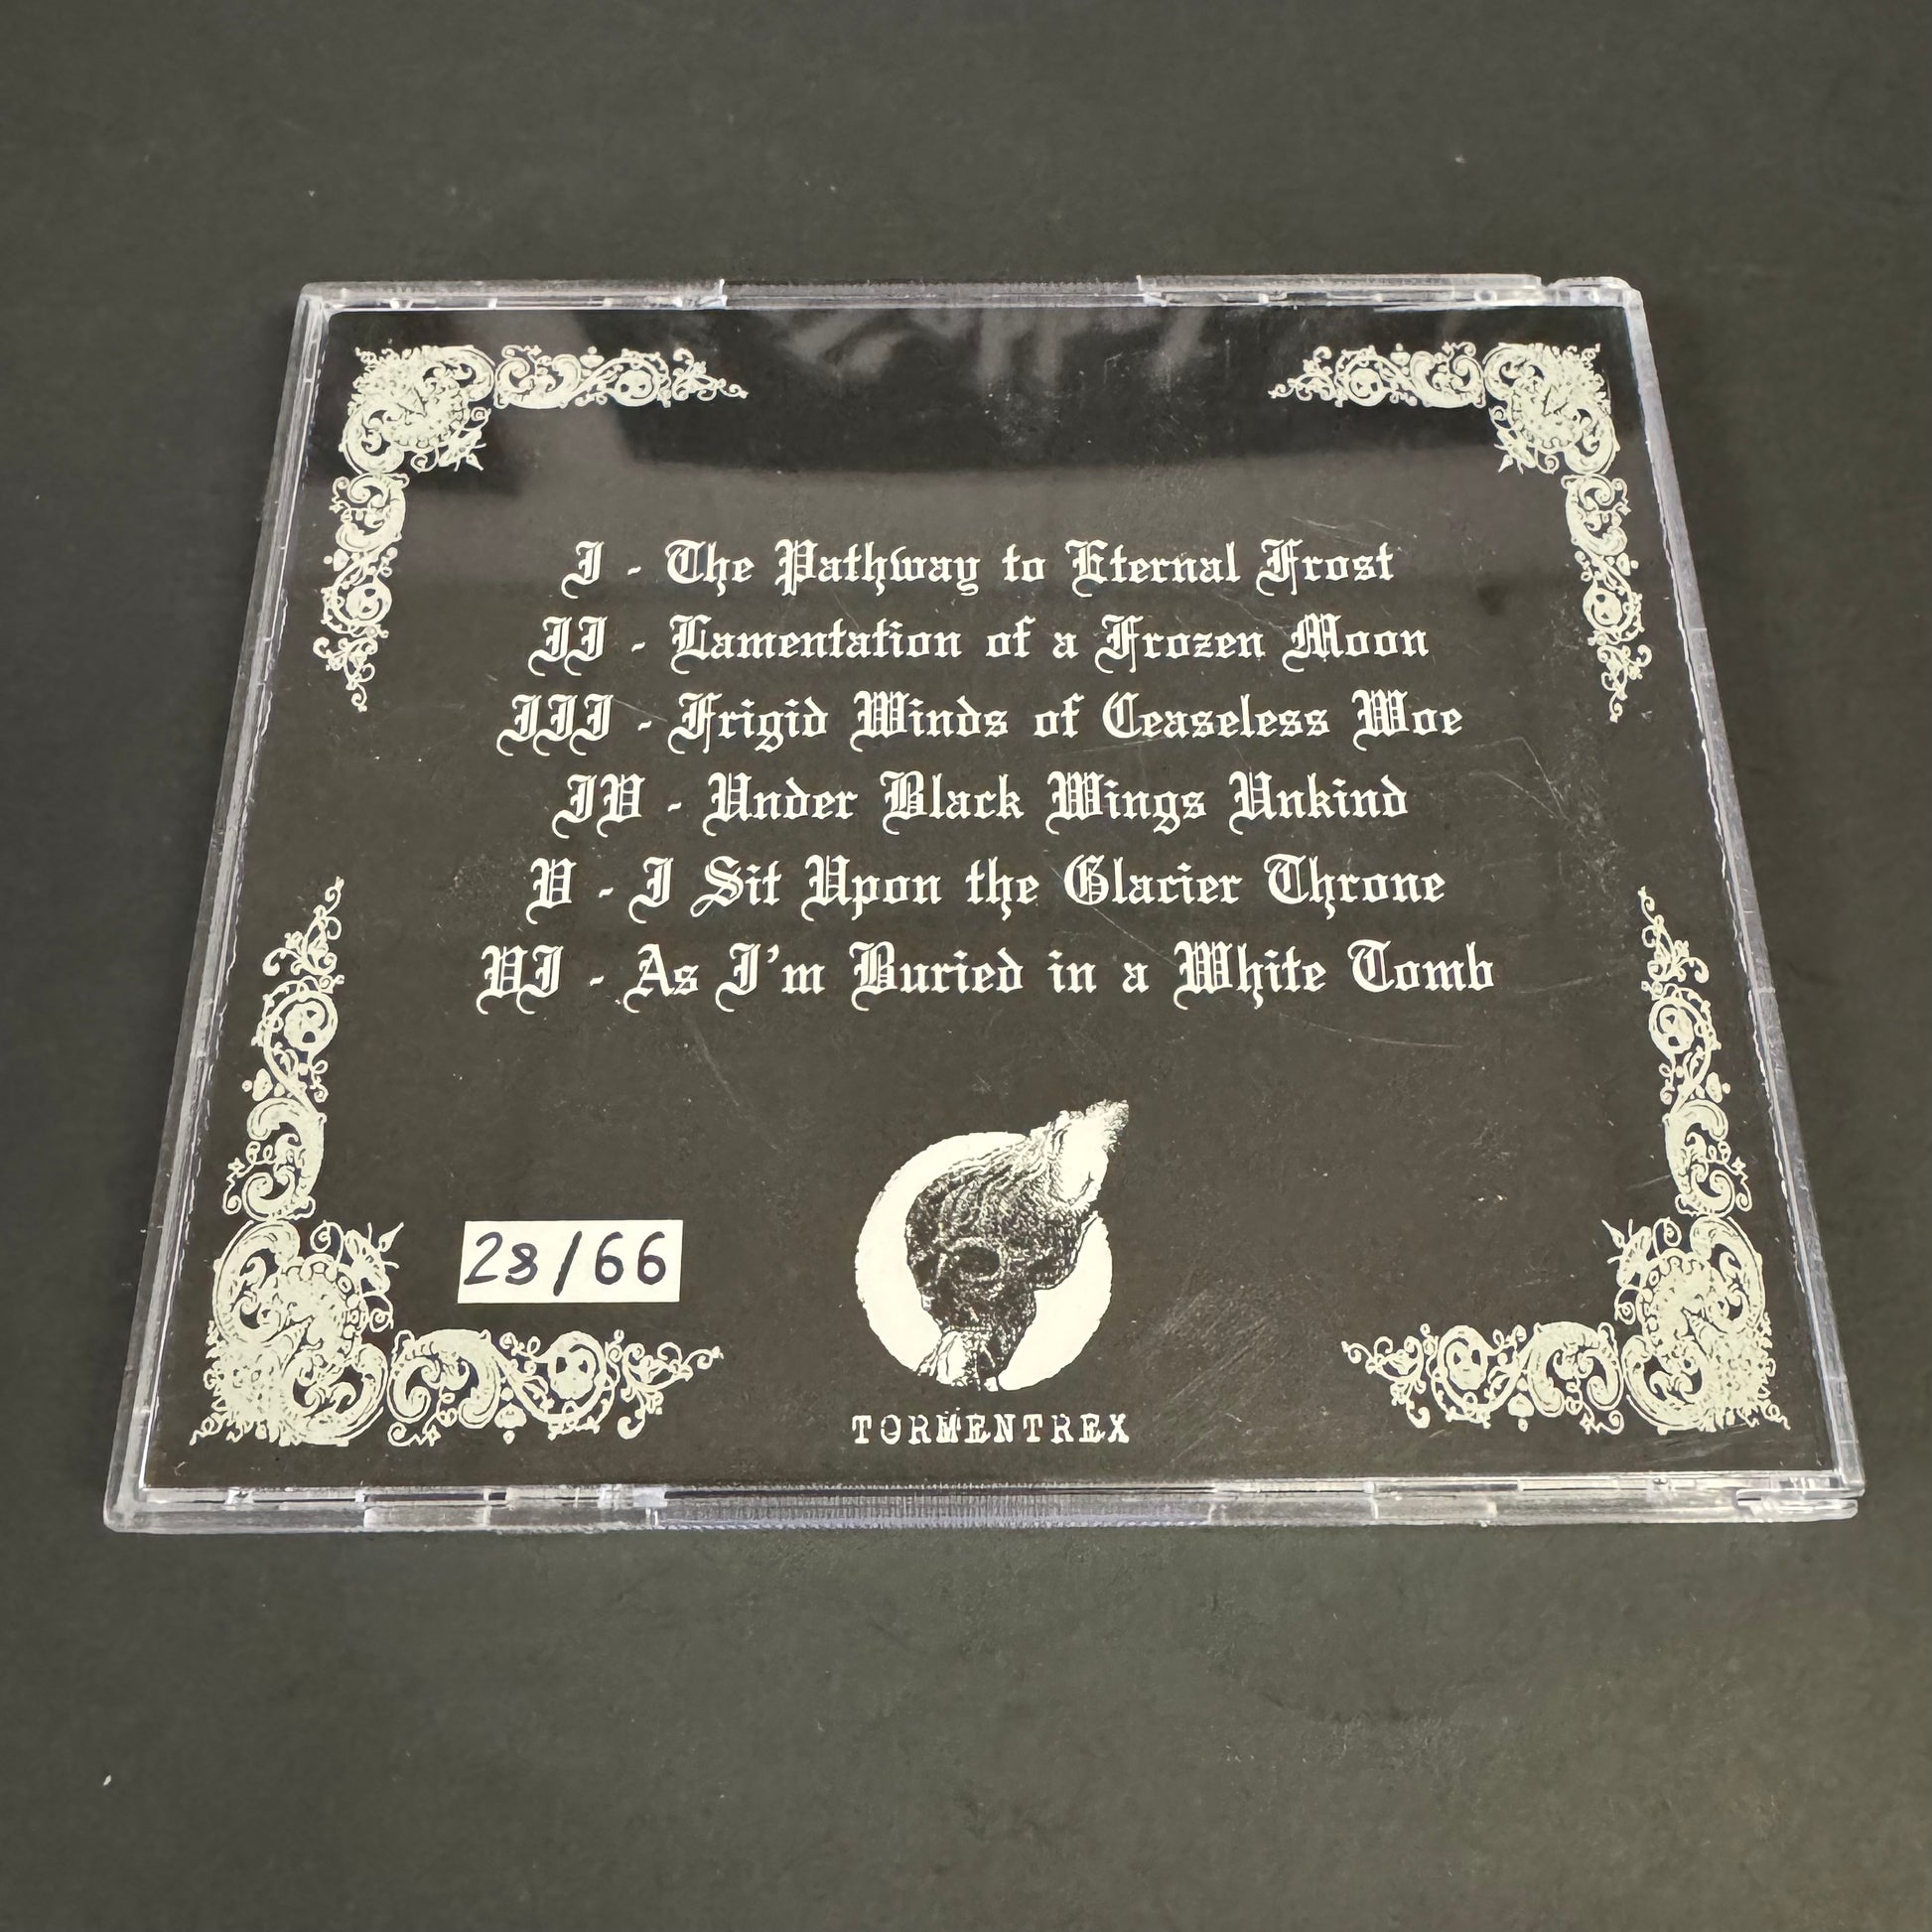 I - The Pathway to Eternal Frost
II - Lamentation of a Frozen Moon
III - Frigid Winds of Ceaseless Woe
IV - Under Black Wings Unkind
V - I Sit Upon the Glacier Throne
VI - As I'm Buried in a White Tomb
28/66
TORMENTREX